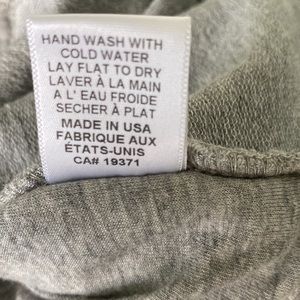 HAND WASH WITH
COLD WATER
LAY FLAT TO DRY
LAVER À LA MAIN
A L' EAU FROIDE
SECHER À PLAT
MADE IN USA
FABRIQUE AUX
ÉTATS-UNIS
CA# 19371